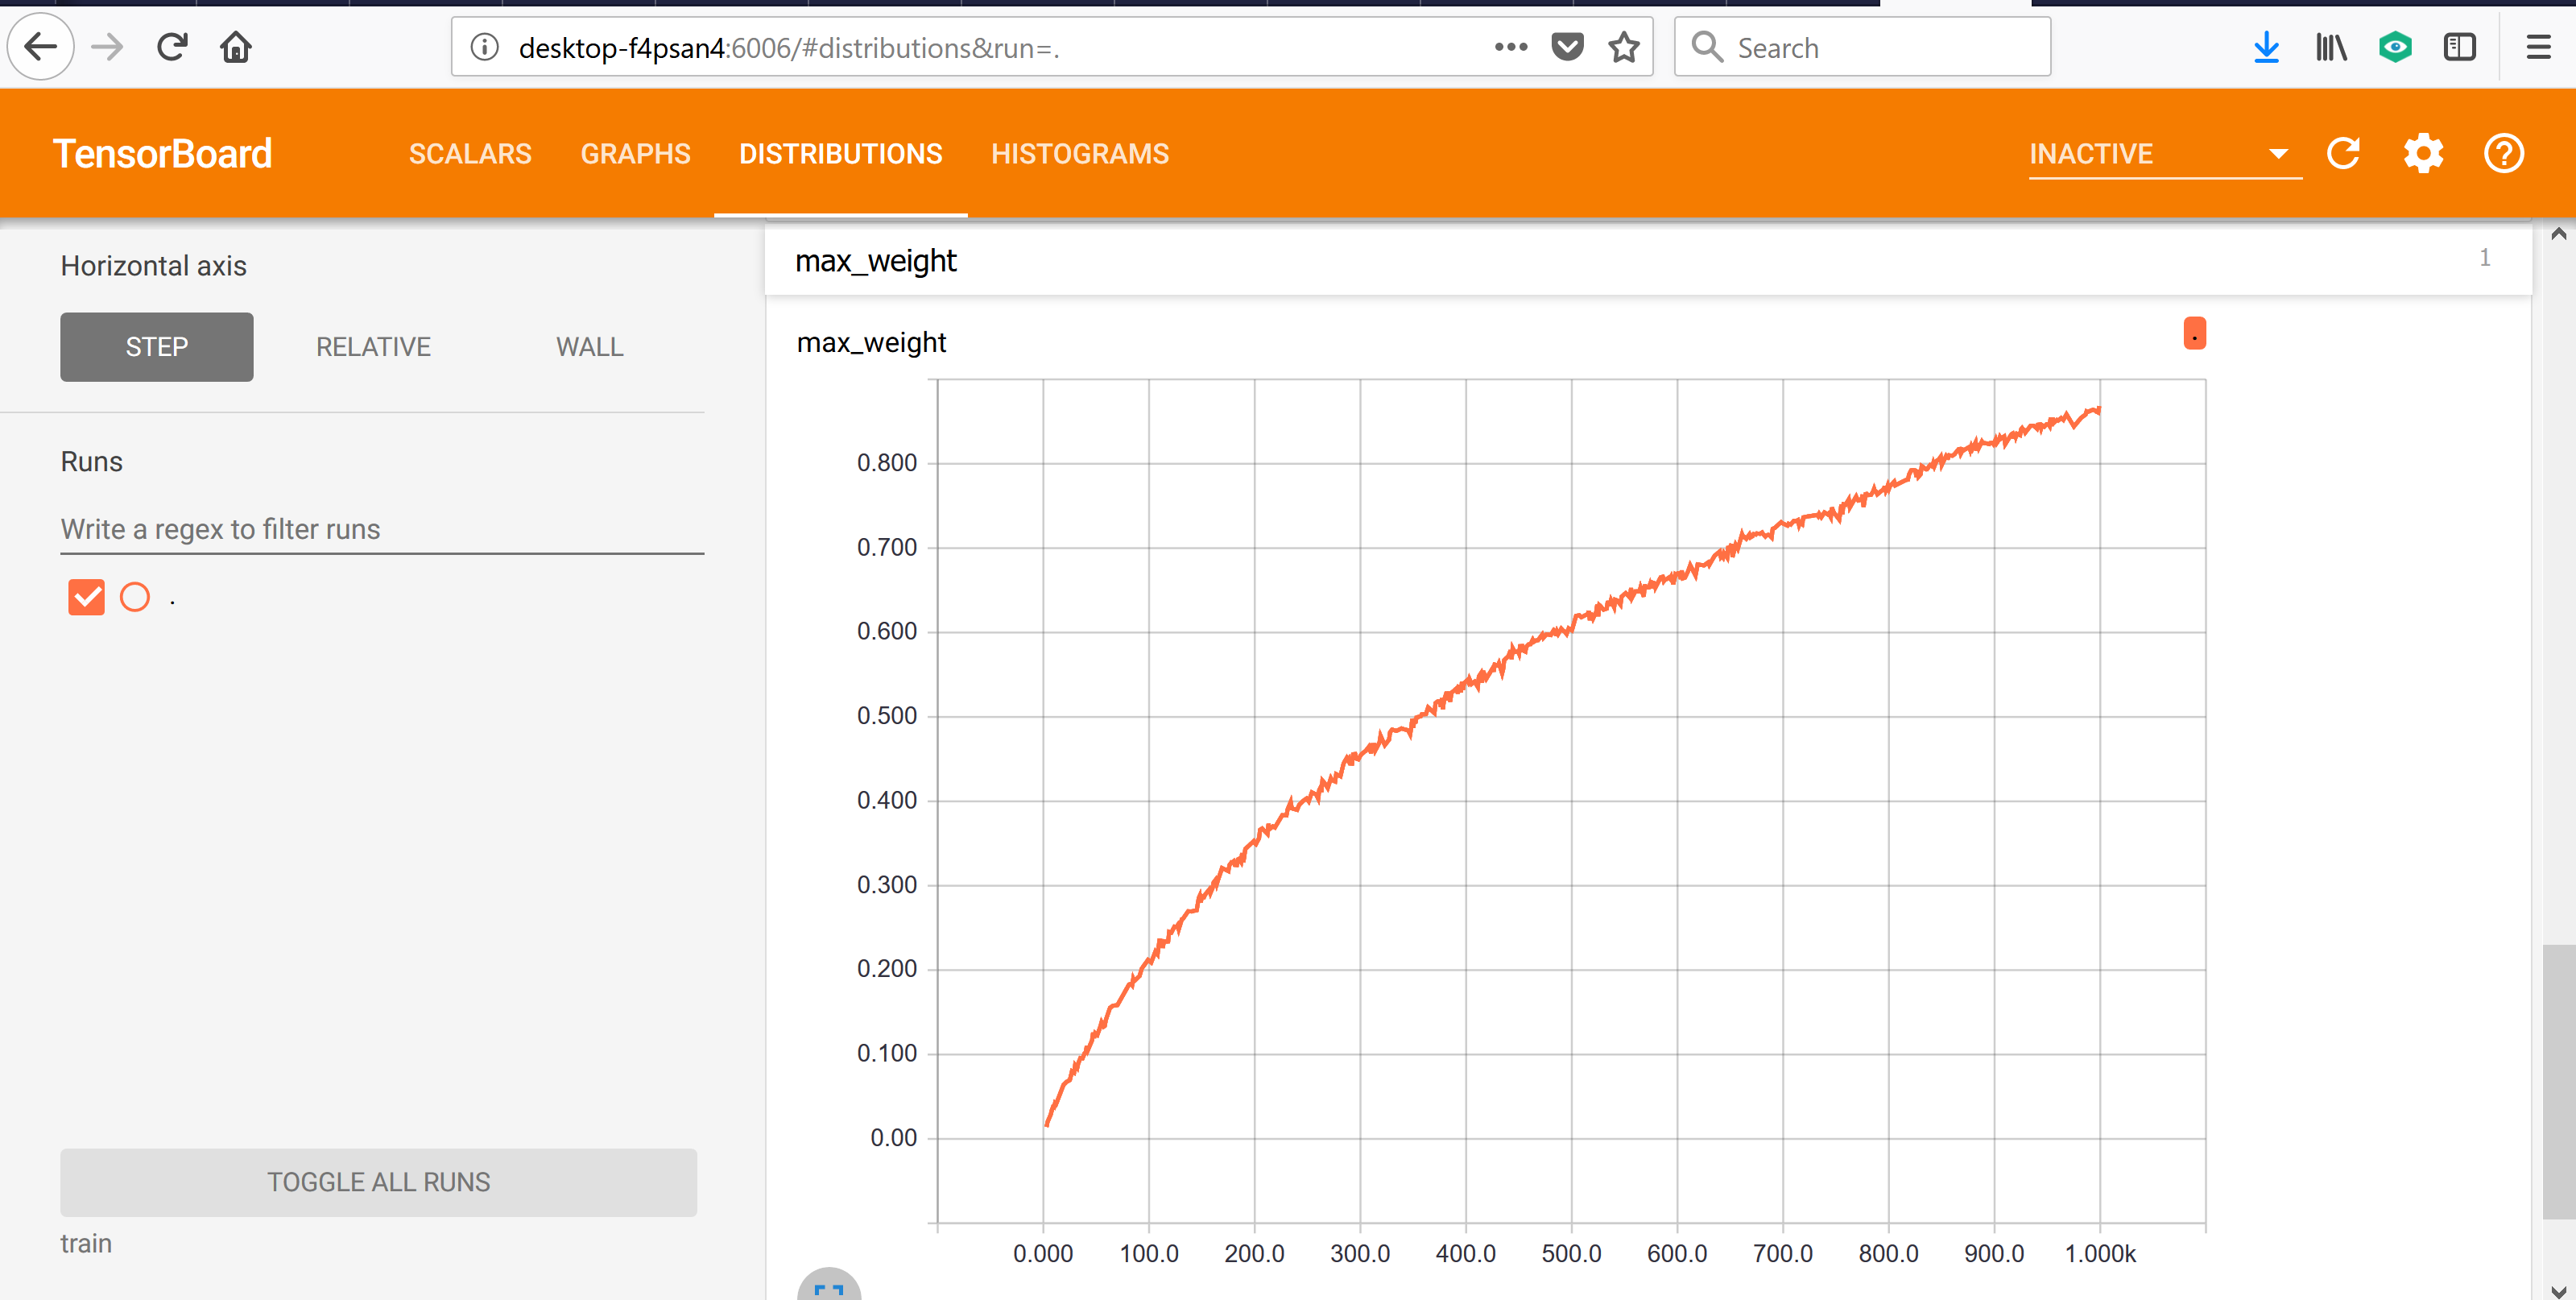 desktop-f4psan4:6006/#distributions&run=.
Search
TensorBoard
SCALARS
GRAPHS
DISTRIBUTIONS
HISTOGRAMS
INACTIVE
Horizontal axis
STEP
RELATIVE
WALL
Runs
Write a regex to filter runs
.
TOGGLE ALL RUNS
train
max_weight
1
max_weight
.
0.800
0.700
0.600
0.500
0.400
0.300
0.200
0.100
0.00
0.000 100.0 200.0 300.0 400.0 500.0 600.0 700.0 800.0 900.0 1.000k